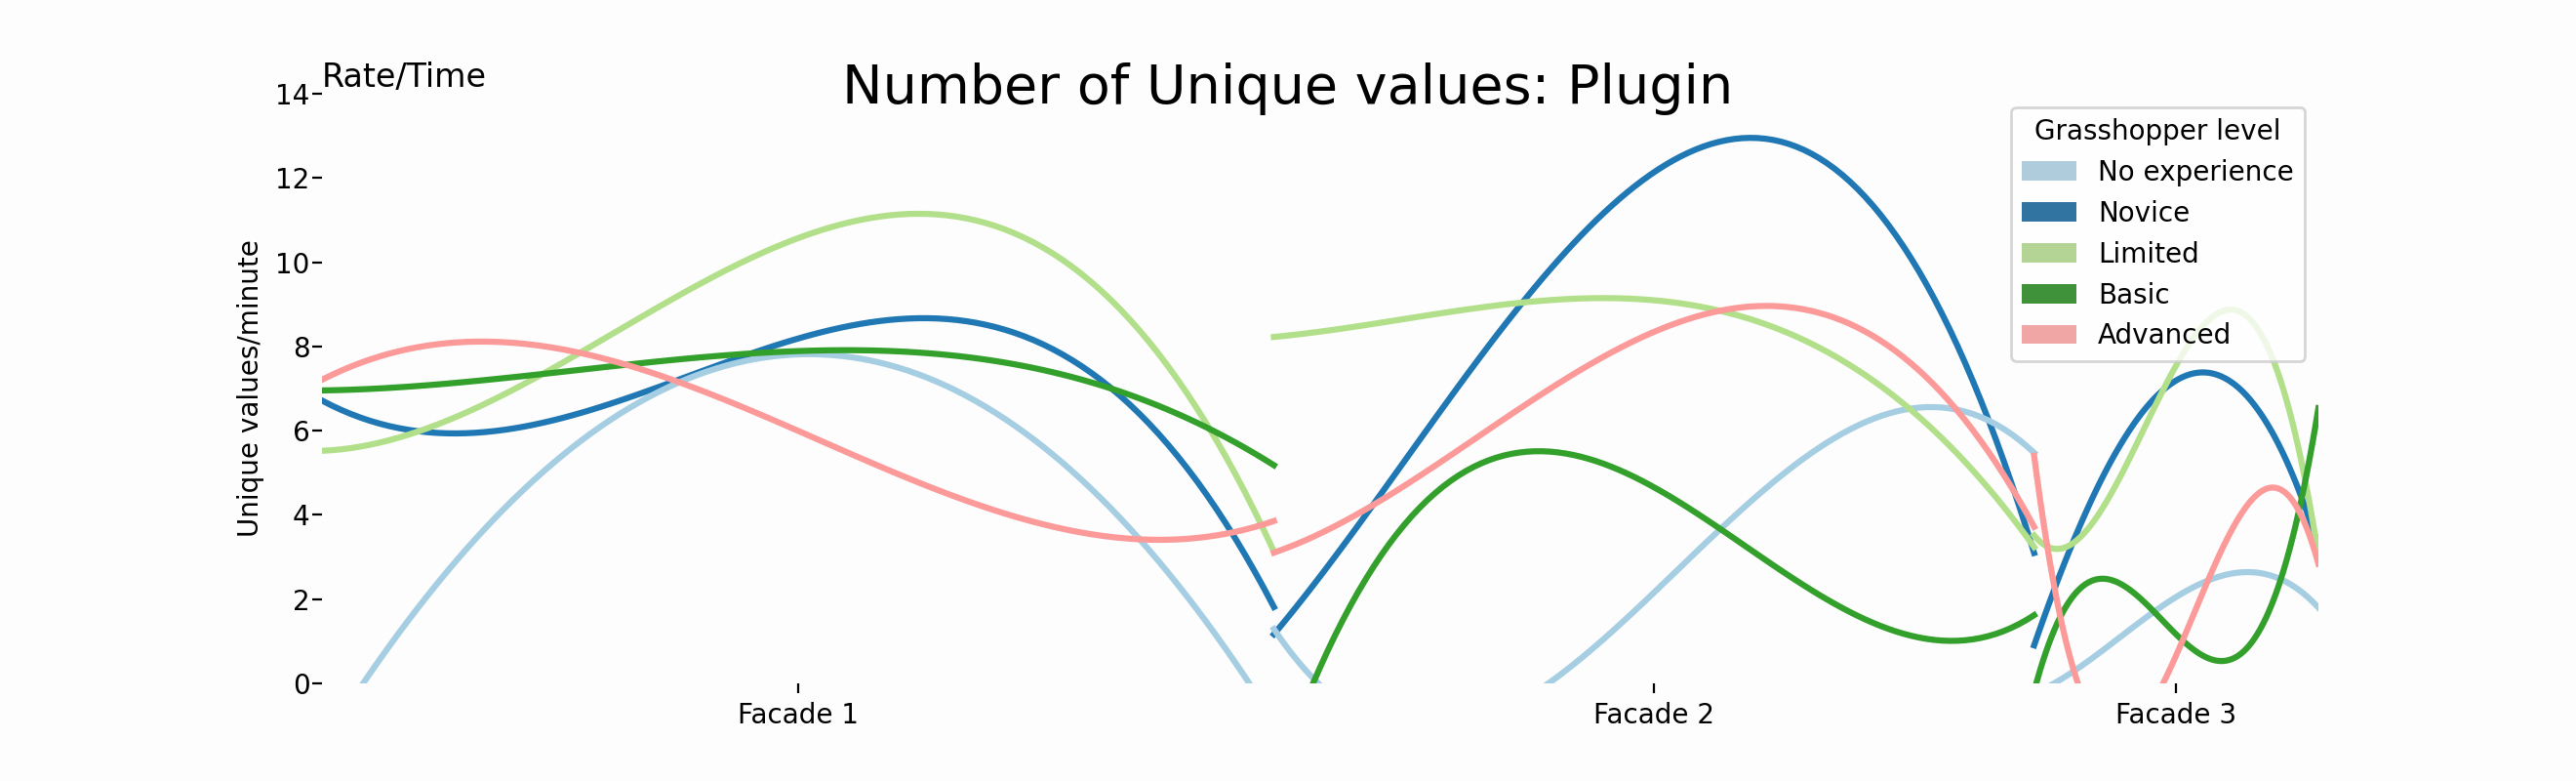 Rate/Time
Number of Unique values: Plugin
Unique values/minute
14
12
10
8
6
4
2
0
Grasshopper level
No experience
Novice
Limited
Basic
Advanced
Facade 1
Facade 2
Facade 3